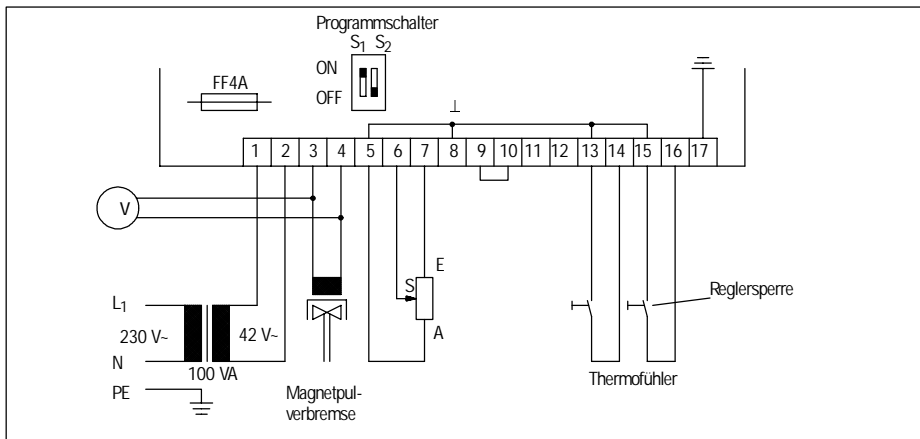 Programmschalter
S1 S2
ON
OFF
FF4A
⊥
1 2 3 4 5 6 7 8 9 10 11 12 13 14 15 16 17
V
E
S
A
L1
230 V~
42 V~
N
100 VA
PE
Magnetpul-
verbremse
Reglersperre
Thermofühler